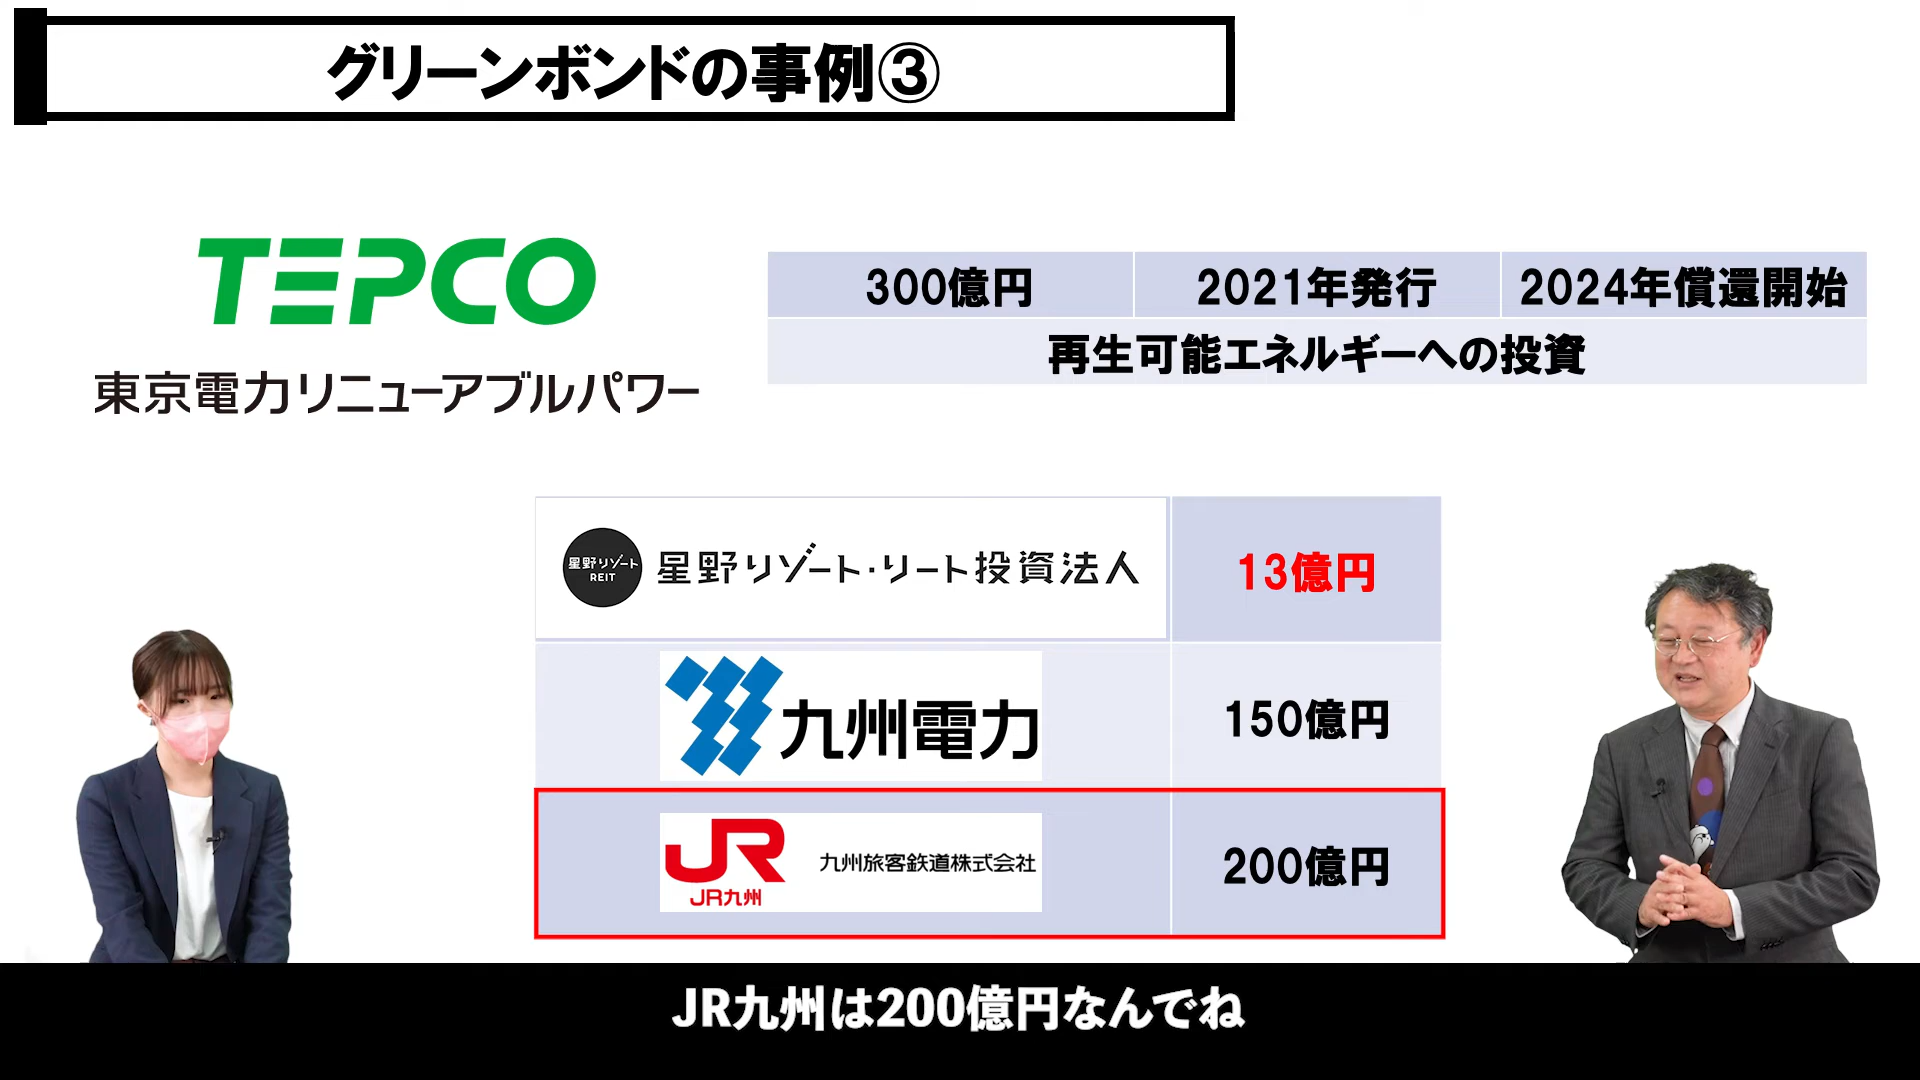 グリーンボンドの事例③
TEPCO
東京電力リニューアブルパワー
300億円 2021年発行 2024年償還開始
再生可能エネルギーへの投資
星野リゾート
REIT
星野リゾート・リート投資法人
13億円
九州電力
150億円
JR
JR九州
九州旅客鉄道株式会社
200億円
JR九州は200億円なんでね